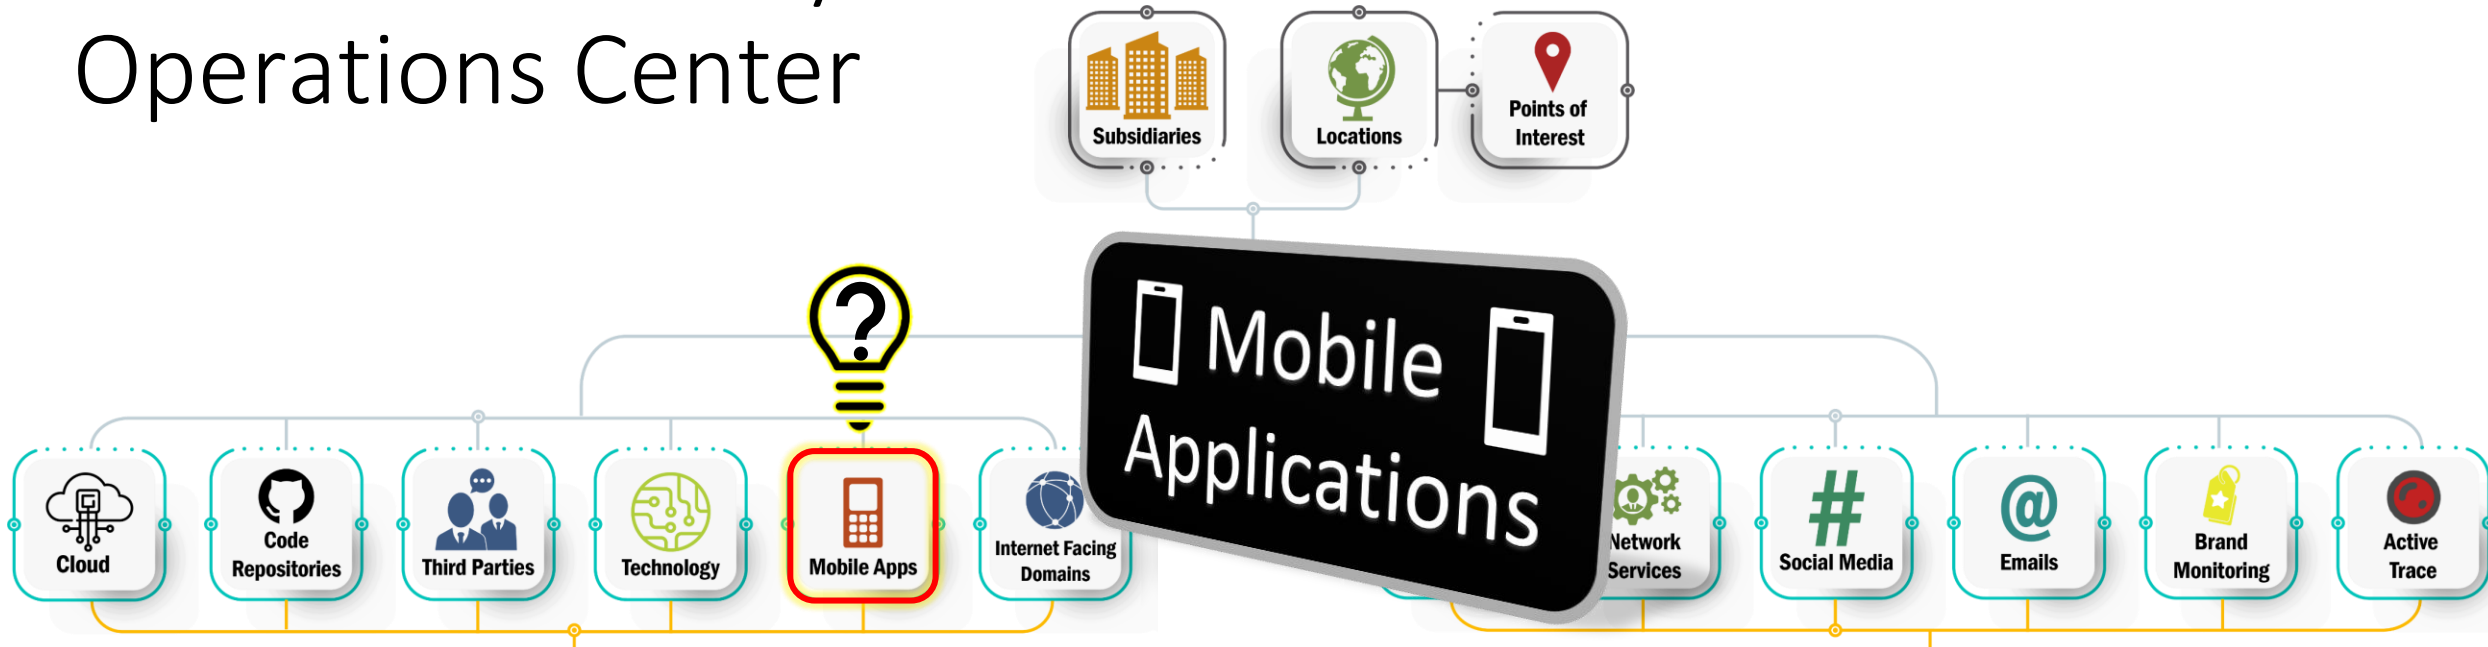 Operations Center
Subsidiaries
Locations
Points of
Interest
?
Mobile
Applications
Cloud
Code
Repositories
Third Parties
Technology
Mobile Apps
Internet Facing
Domains
Network
Services
#
Social Media
@
Emails
Brand
Monitoring
Active
Trace